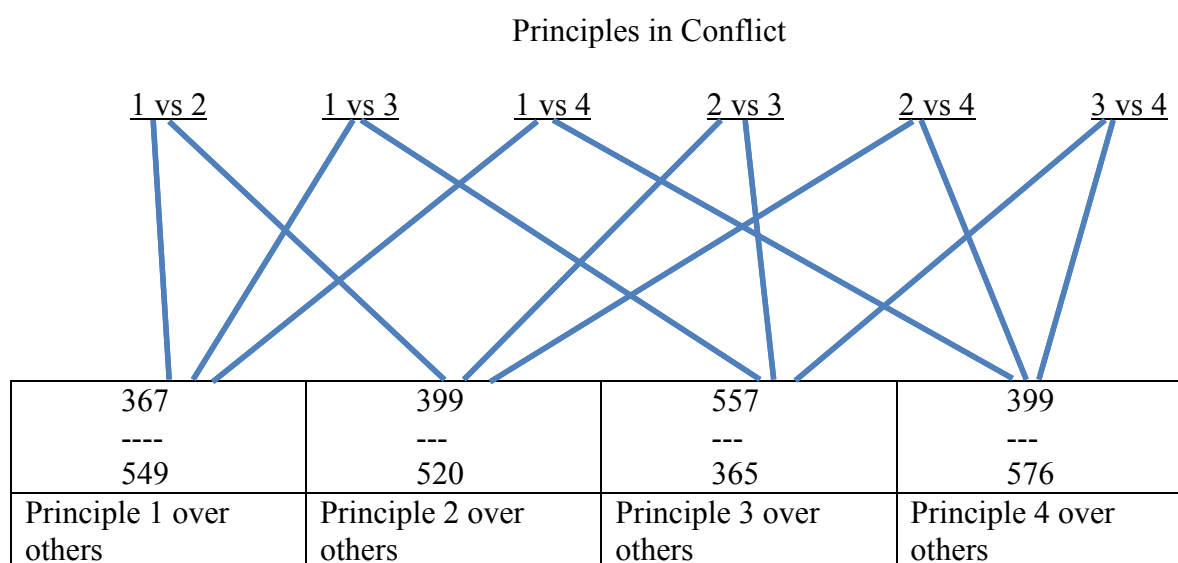 Principles in Conflict
1 vs 2 1 vs 3 1 vs 4 2 vs 3 2 vs 4 3 vs 4
367 399 557 399
---- --- --- ---
549 520 365 576
Principle 1 over others Principle 2 over others Principle 3 over others Principle 4 over others